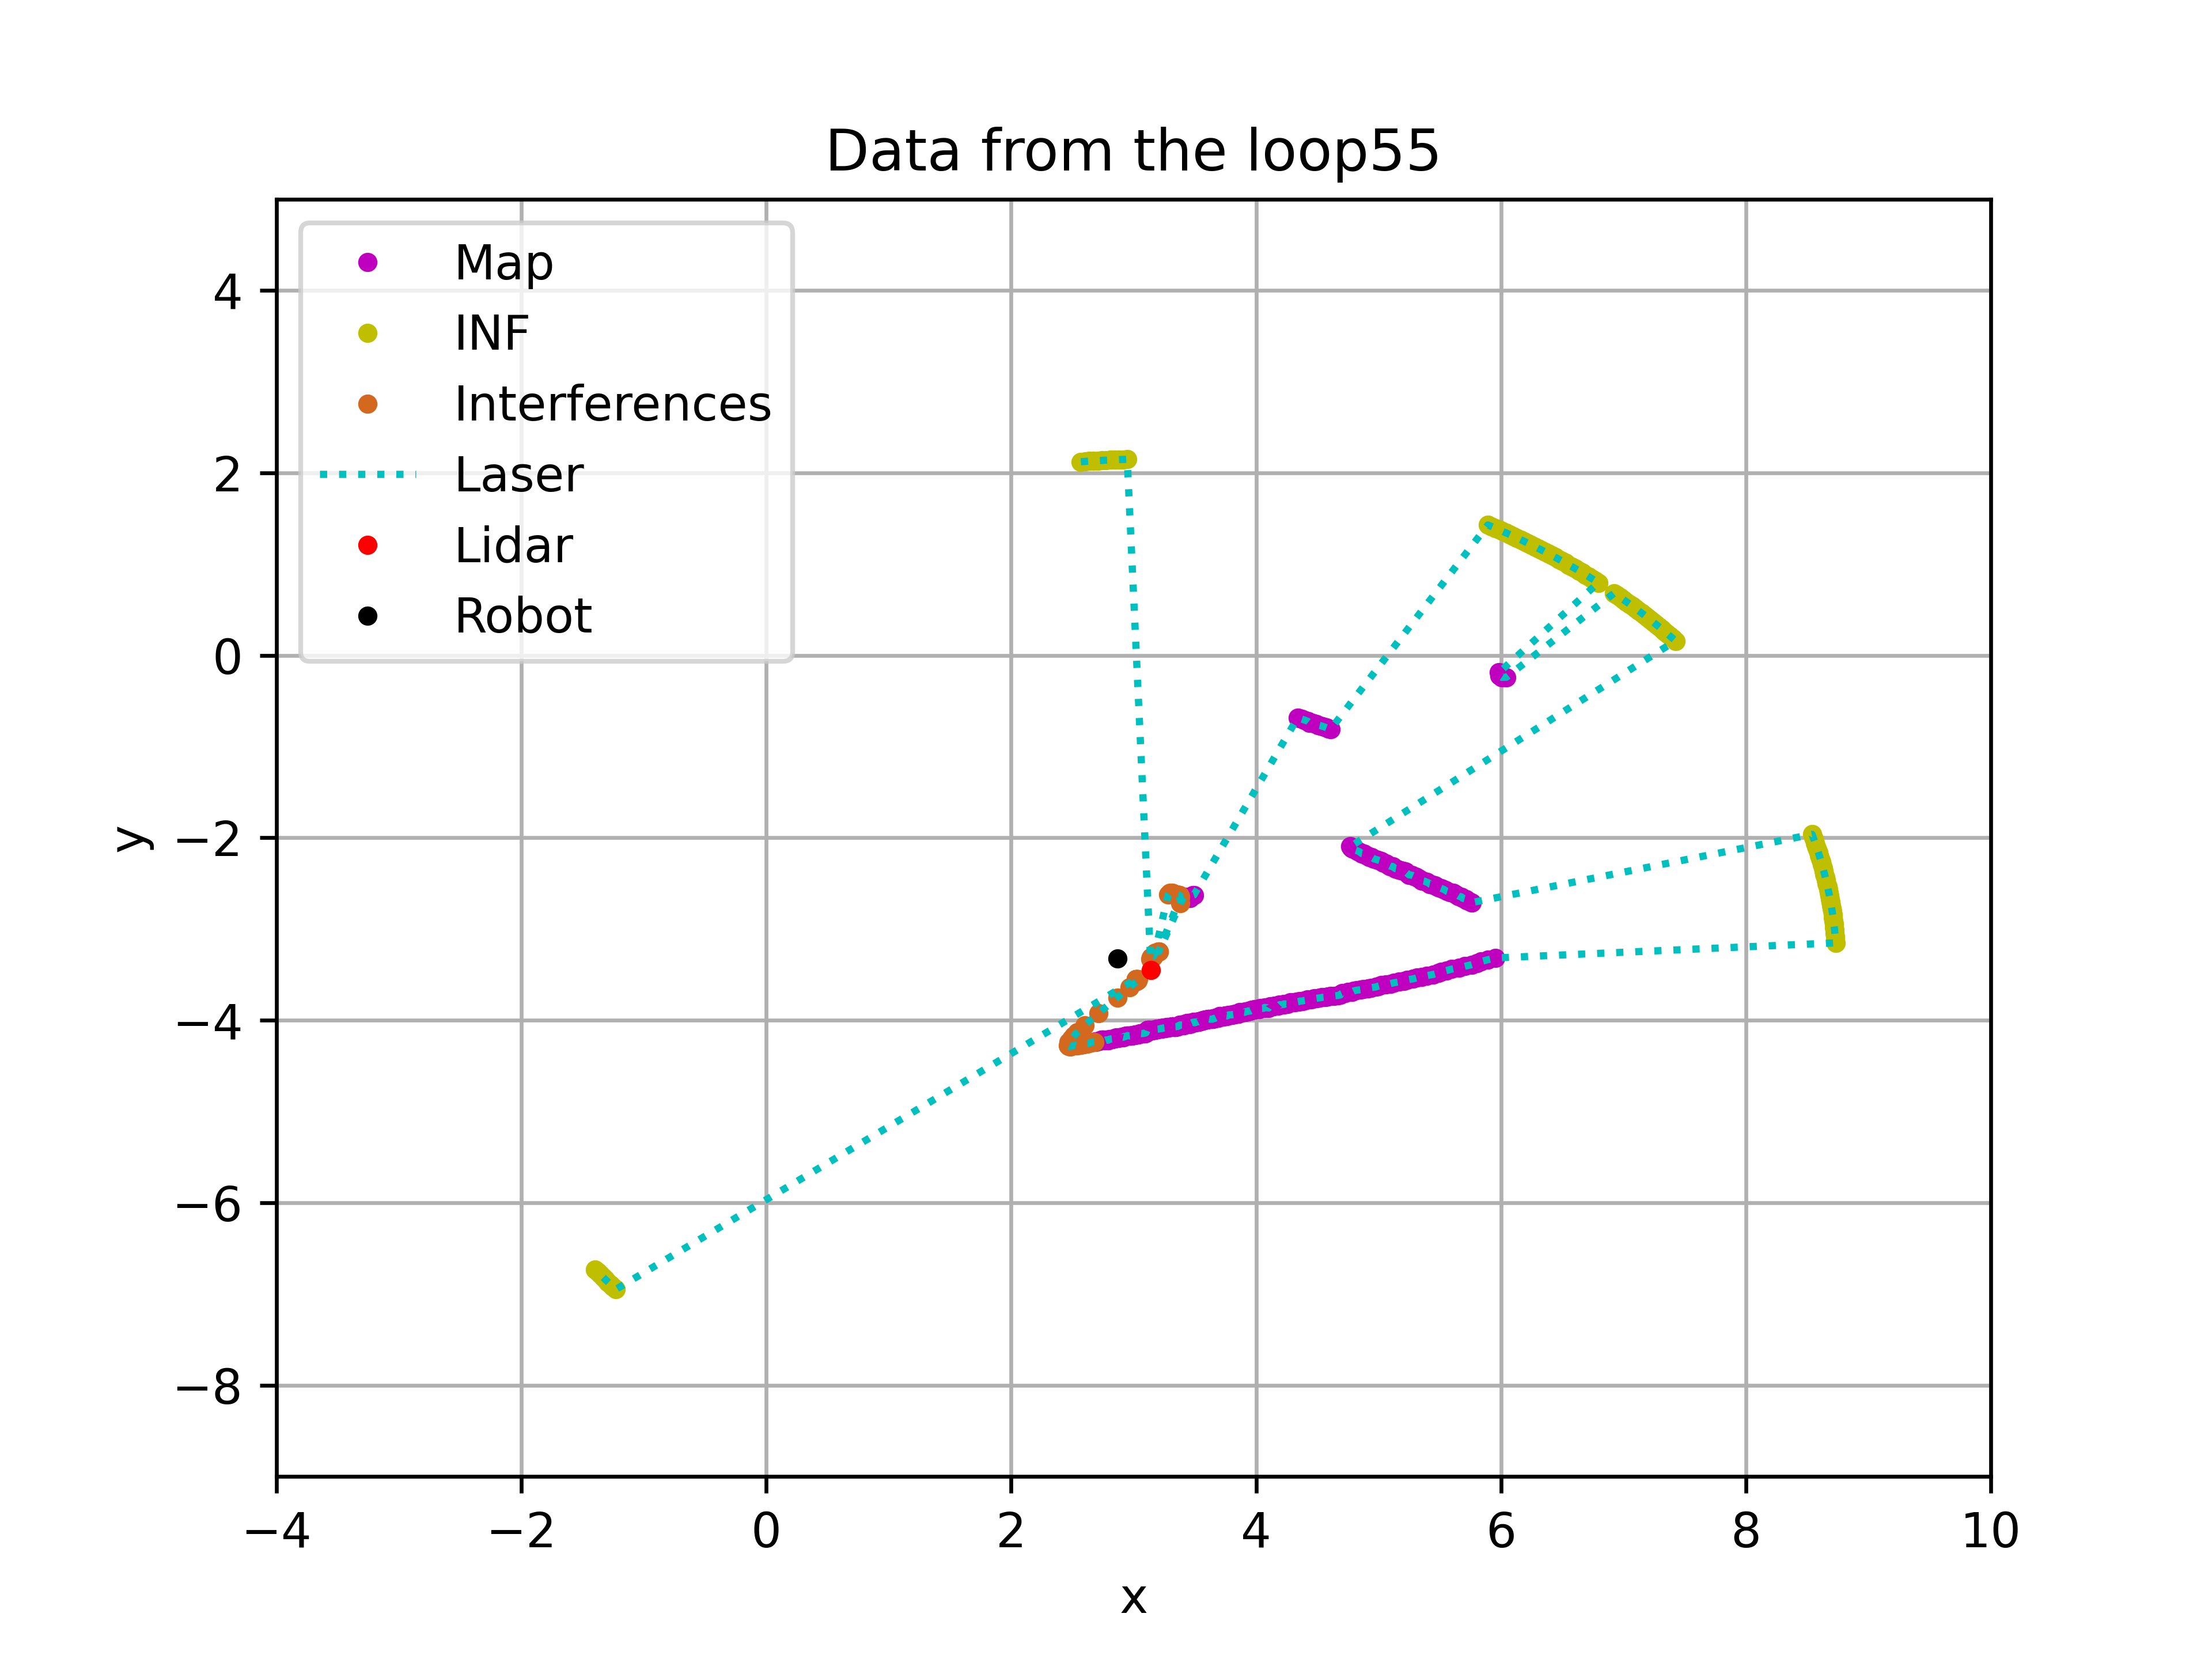 Data from the loop55
Map
INF
Interferences
Laser
Lidar
Robot
4
2
0
−2
−4
−6
−8
y
−4
−2
0
2
4
6
8
10
x